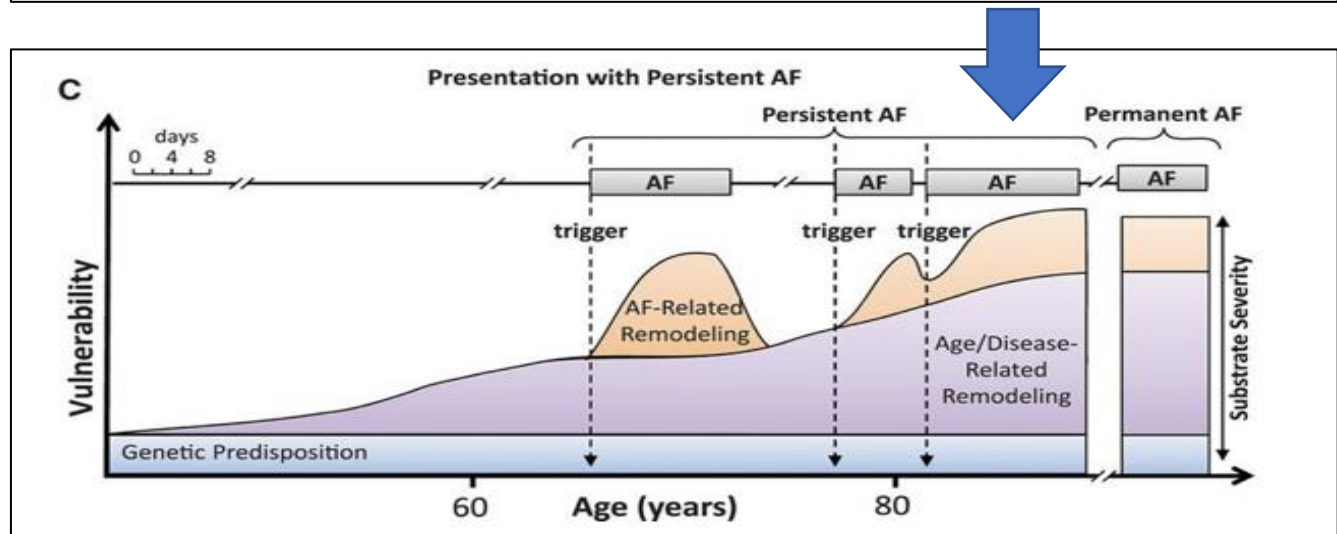 C
Presentation with Persistent AF
Persistent AF
Permanent AF
days
0 4 8
AF
AF
AF
AF
trigger
trigger
trigger
Vulnerability
AF-Related
Remodeling
Age/Disease-
Related
Remodeling
Substrate Severity
Genetic Predisposition
60
Age (years)
80